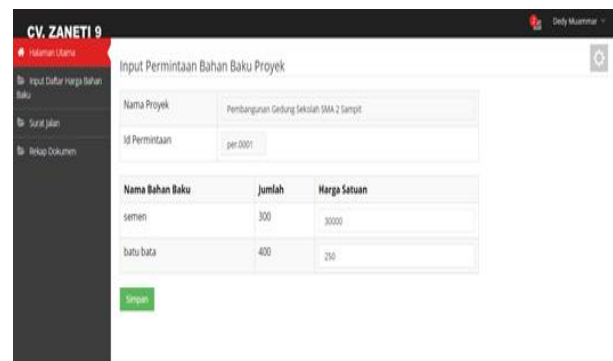 CV. ZANETI 9
Dedy Muammar
Halaman Utama
Input Daftar Harga Bahan
Baku
Surat Jalan
Rekap Dokumen
Input Permintaan Bahan Baku Proyek
Nama Proyek
Pembangunan Gedung Sekolah SMA 2 Sampit
Id Permintaan
per.0001
Nama Bahan Baku Jumlah Harga Satuan
semen 300 30000
batu bata 400 250
Simpan